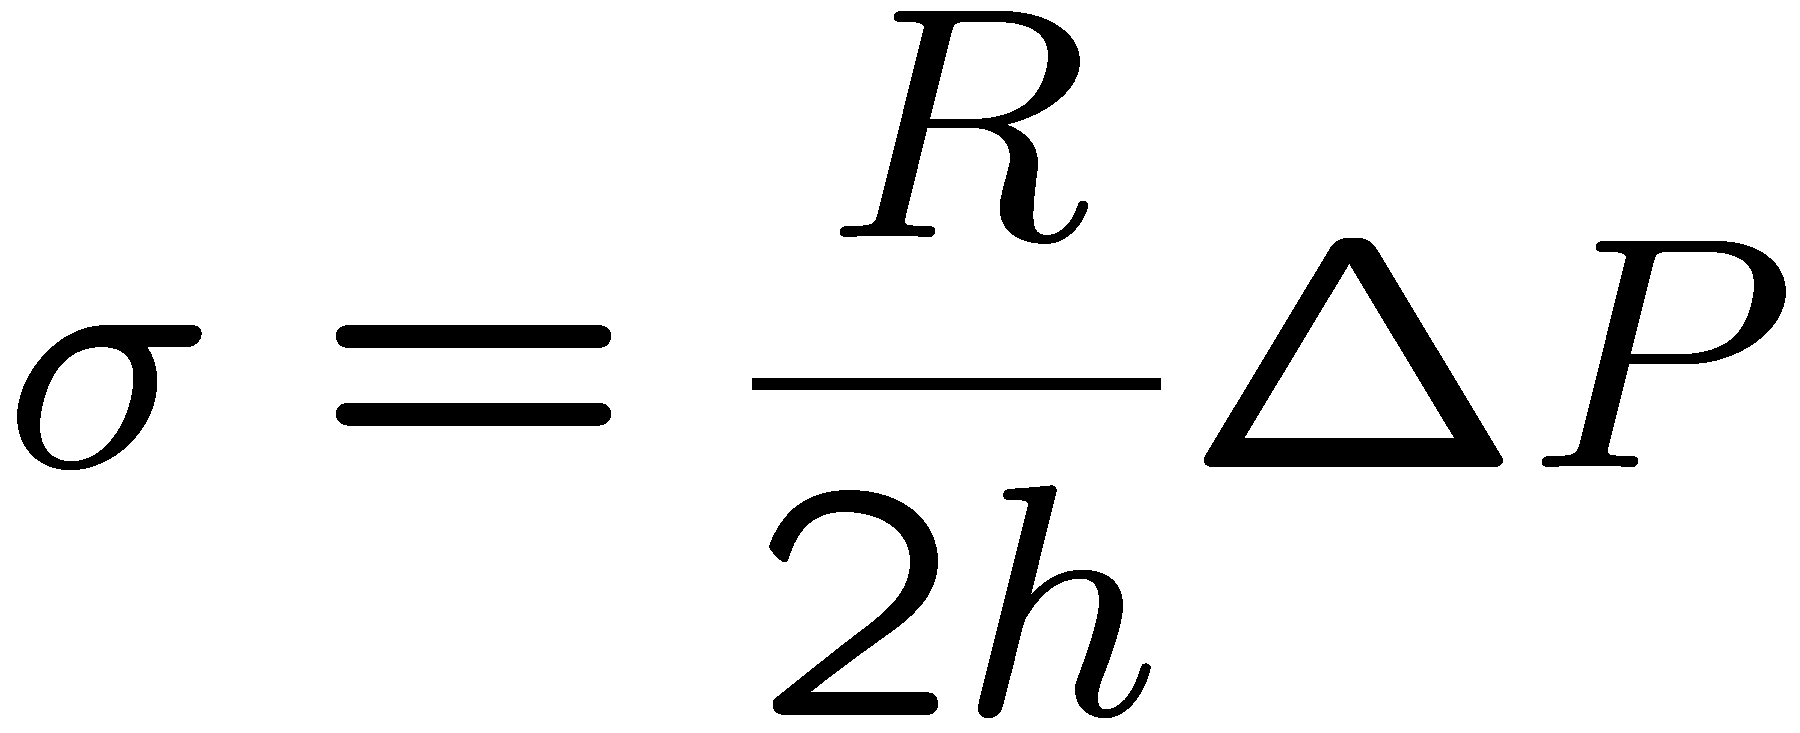 σ = R/2h ΔP